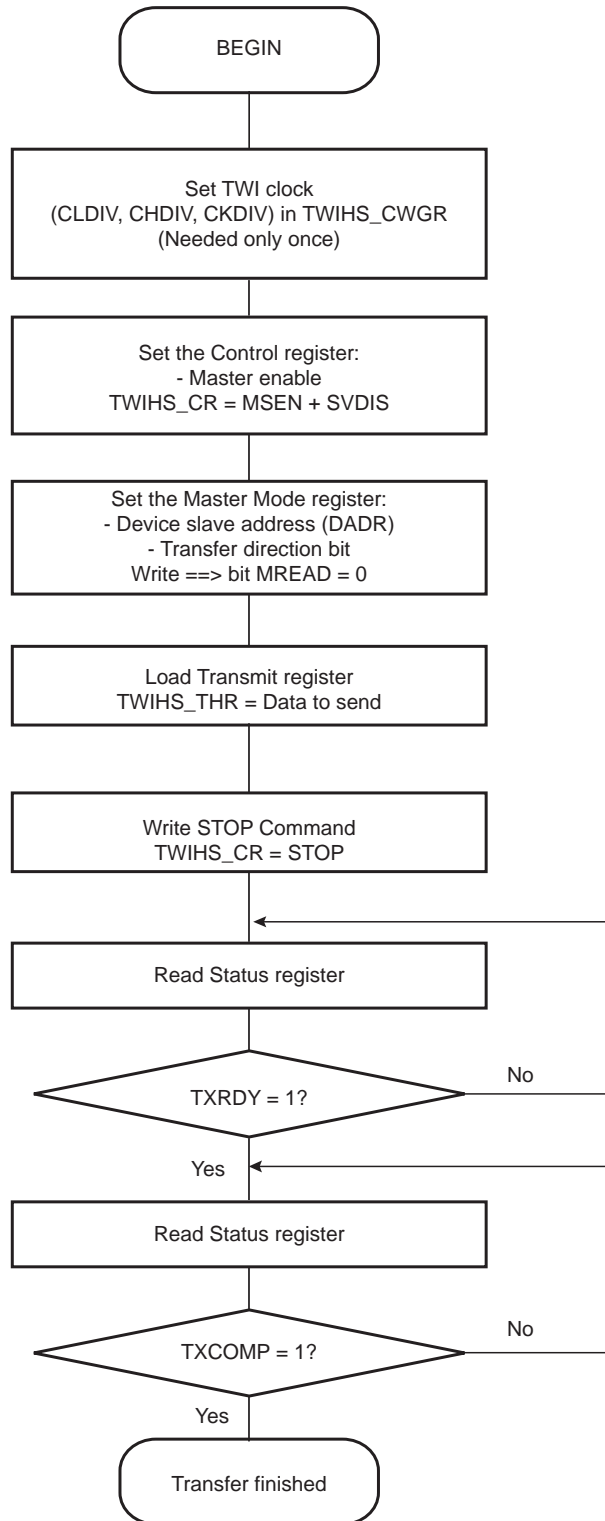 BEGIN
Set TWI clock
(CLDIV, CHDIV, CKDIV) in TWIHS_CWGR
(Needed only once)
Set the Control register:
- Master enable
TWIHS_CR = MSEN + SVDIS
Set the Master Mode register:
- Device slave address (DADR)
- Transfer direction bit
Write ==> bit MREAD = 0
Load Transmit register
TWIHS_THR = Data to send
Write STOP Command
TWIHS_CR = STOP
Read Status register
TXRDY = 1?
No
Yes
Read Status register
TXCOMP = 1?
No
Yes
Transfer finished